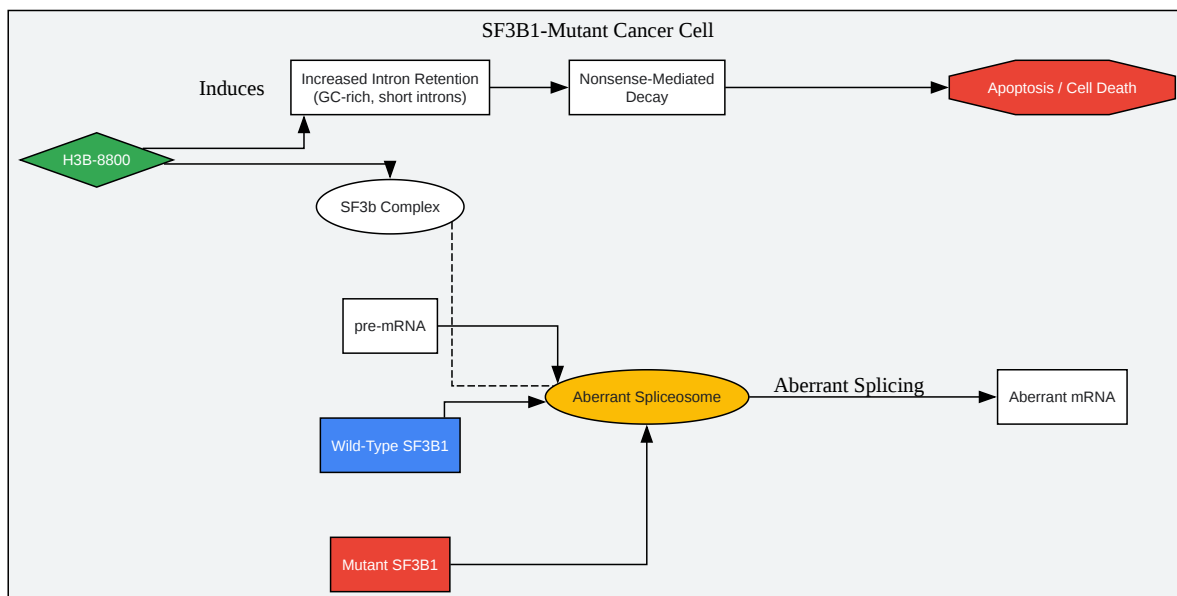 SF3B1-Mutant Cancer Cell
Induces
Increased Intron Retention
(GC-rich, short introns)
Nonsense-Mediated
Decay
Apoptosis / Cell Death
H3B-8800
SF3b Complex
pre-mRNA
Aberrant Spliceosome
Aberrant Splicing
Aberrant mRNA
Wild-Type SF3B1
Mutant SF3B1